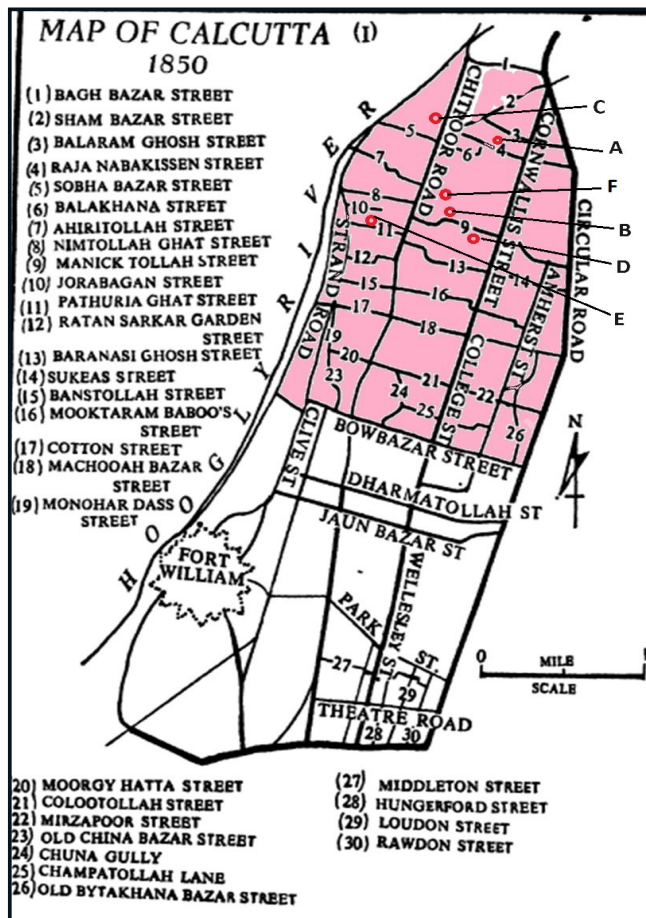 MAP OF CALCUTTA (I)
1850
(1) BAGH BAZAR STREET
(2) SHAM BAZAR STREET
(3) BALARAM GHOSH STREET
(4) RAJA NABAKISSEN STREET
(5) SOBHA BAZAR STREET
(6) BALAKHANA STREET
(7) AHIRITOLLAH STREET
(8) NIMTOLLAH GHAT STREET
(9) MANICK TOLLAH STREET
(10) JORABAGAN STREET
(11) PATHURIA GHAT STREET
(12) RATAN SARKAR GARDEN
STREET
(13) BARANASI GHOSH STREET
(14) SUKEAS STREET
(15) BANSTOLLAH STREET
(16) MOOKTARAM BABOO'S
STREET
(17) COTTON STREET
(18) MACHOOAH BAZAR
STREET
(19) MONOHAR DASS
STREET
HOOGLY RIVER
STRAND ROAD
CHITPOOR ROAD
CORNWALLIS STREET
CIRCULAR ROAD
AMHERST ST
COLLEGE ST
CLIVE ST
BOWBAZAR STREET
DHARMATOLLAH ST
JAUN BAZAR ST
WELLESLEY ST
PARK ST.
THEATRE ROAD
FORT
WILLIAM
1
2
3
4
5
6
7
8
9
10
11
12
13
14
15
16
17
18
19
20
21
22
23
24
25
26
27
28
29
30
C
A
F
B
D
E
N
0 MILE 1
SCALE
20) MOORGY HATTA STREET
21) COLOOTOLLAH STREET
22) MIRZAPOOR STREET
23) OLD CHINA BAZAR STREET
24) CHUNA GULLY
25) CHAMPATOLLAH LANE
26) OLD BYTAKHANA BAZAR STREET
(27) MIDDLETON STREET
(28) HUNGERFORD STREET
(29) LOUDON STREET
(30) RAWDON STREET